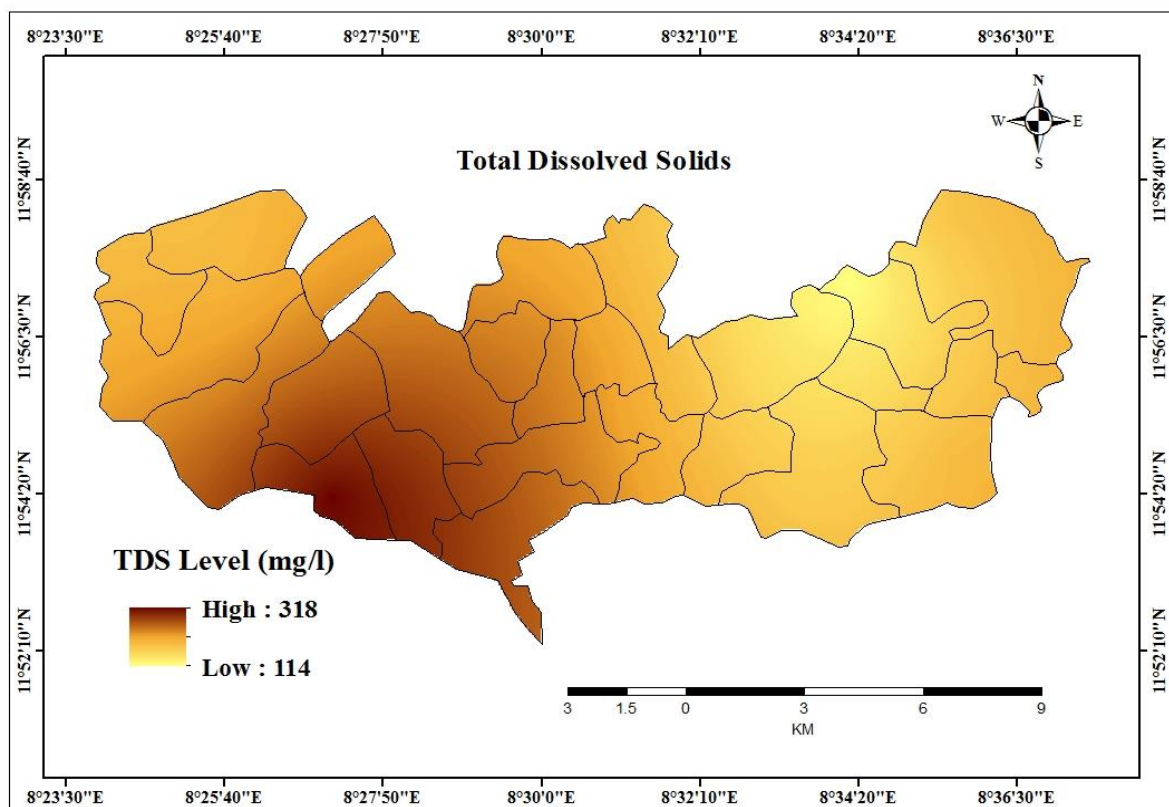 8°23'30"E 8°25'40"E 8°27'50"E 8°30'0"E 8°32'10"E 8°34'20"E 8°36'30"E
N
W E
S
Total Dissolved Solids
11°58'40"N 11°58'40"N
11°56'30"N 11°56'30"N
11°54'20"N 11°54'20"N
TDS Level (mg/l)
High : 318
Low : 114
11°52'10"N 11°52'10"N
3 1.5 0 3 6 9
KM
8°23'30"E 8°25'40"E 8°27'50"E 8°30'0"E 8°32'10"E 8°34'20"E 8°36'30"E